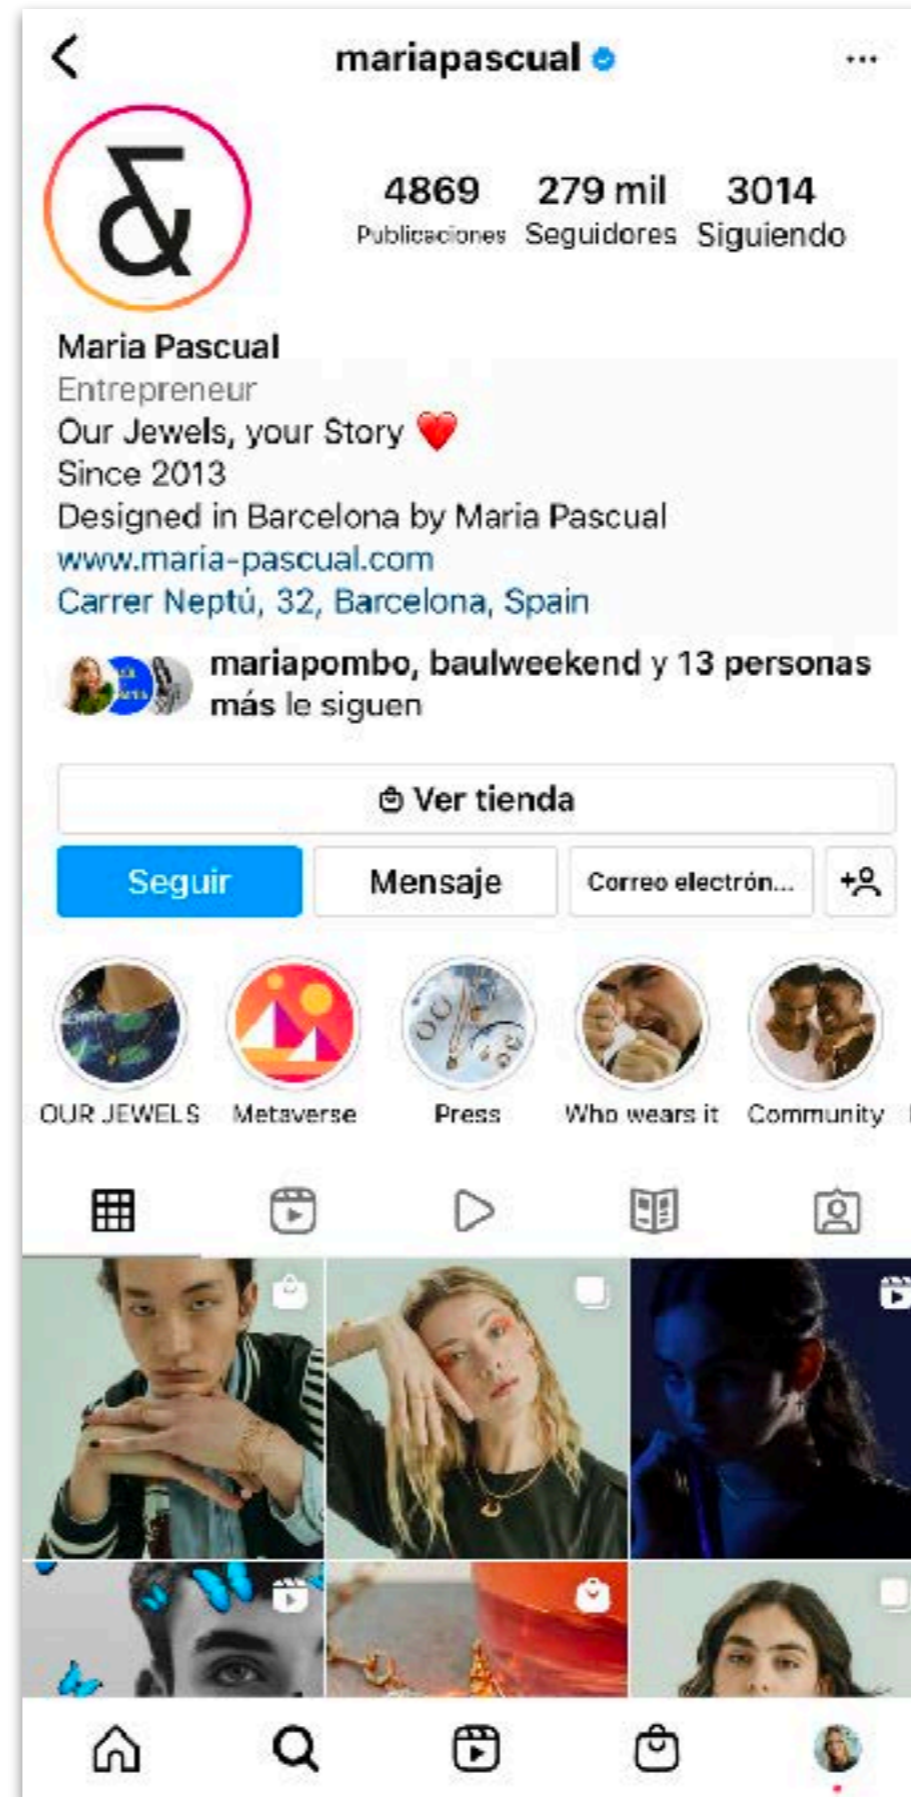 mariapascual
4869 279 mil 3014
Publicaciones Seguidores Siguiendo
Maria Pascual
Entrepreneur
Our Jewels, your Story ❤️
Since 2013
Designed in Barcelona by Maria Pascual
www.maria-pascual.com
Carrer Neptú, 32, Barcelona, Spain
mariapombo, baulweekend y 13 personas
más le siguen
Ver tienda
Seguir Mensaje Correo electrón...
OUR JEWELS Metaverse Press Who wears it Community